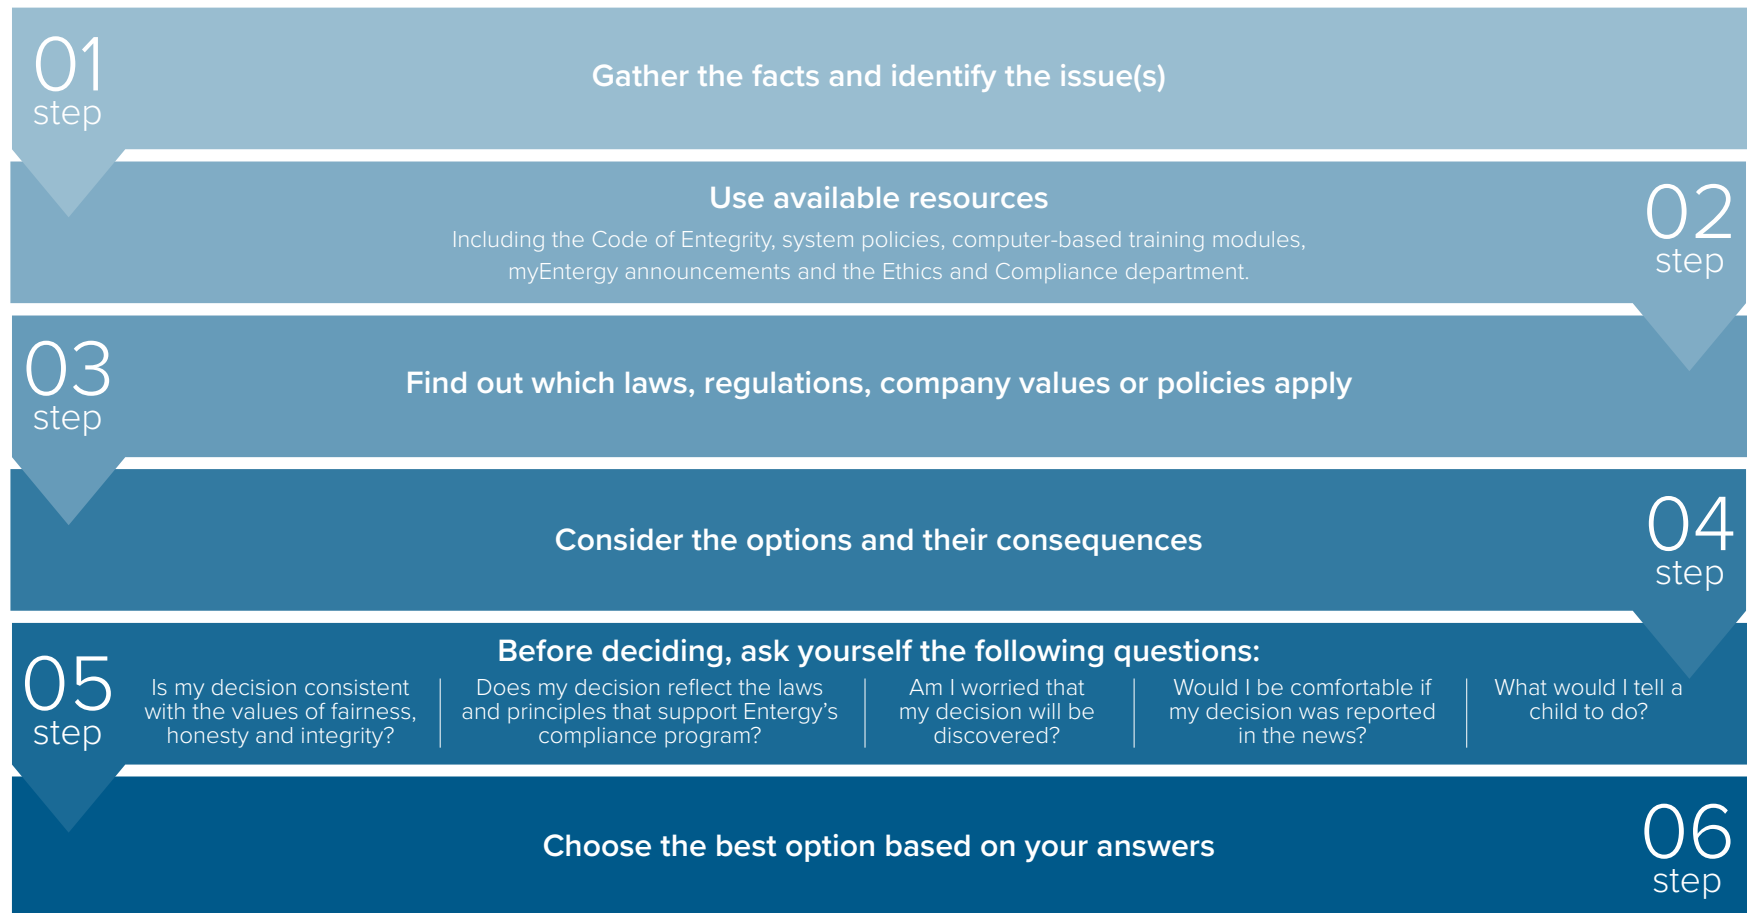 01
step
Gather the facts and identify the issue(s)
Use available resources
Including the Code of Entegrity, system policies, computer-based training modules,
myEntergy announcements and the Ethics and Compliance department.
02
step
03
step
Find out which laws, regulations, company values or policies apply
Consider the options and their consequences
04
step
05
step
Before deciding, ask yourself the following questions:
Is my decision consistent
with the values of fairness,
honesty and integrity?
Does my decision reflect the laws
and principles that support Entergy’s
compliance program?
Am I worried that
my decision will be
discovered?
Would I be comfortable if
my decision was reported
in the news?
What would I tell a
child to do?
Choose the best option based on your answers
06
step